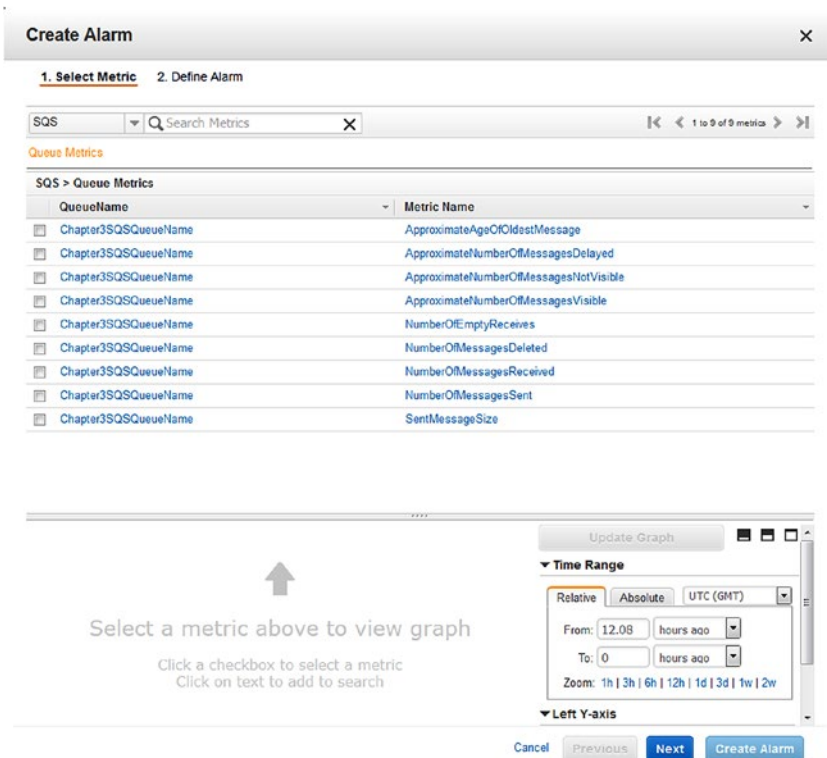 Create Alarm
1. Select Metric 2. Define Alarm
SQS Search Metrics 1 to 9 of 9 metrics
Queue Metrics
SQS > Queue Metrics
QueueName Metric Name
Chapter3SQSQueueName ApproximateAgeOfOldestMessage
Chapter3SQSQueueName ApproximateNumberOfMessagesDelayed
Chapter3SQSQueueName ApproximateNumberOfMessagesNotVisible
Chapter3SQSQueueName ApproximateNumberOfMessagesVisible
Chapter3SQSQueueName NumberOfEmptyReceives
Chapter3SQSQueueName NumberOfMessagesDeleted
Chapter3SQSQueueName NumberOfMessagesReceived
Chapter3SQSQueueName NumberOfMessagesSent
Chapter3SQSQueueName SentMessageSize
Update Graph
Time Range
Relative Absolute UTC (GMT)
From: 12.08 hours ago
To: 0 hours ago
Zoom: 1h | 3h | 6h | 12h | 1d | 3d | 1w | 2w
Left Y-axis
Select a metric above to view graph
Click a checkbox to select a metric
Click on text to add to search
Cancel Previous Next Create Alarm